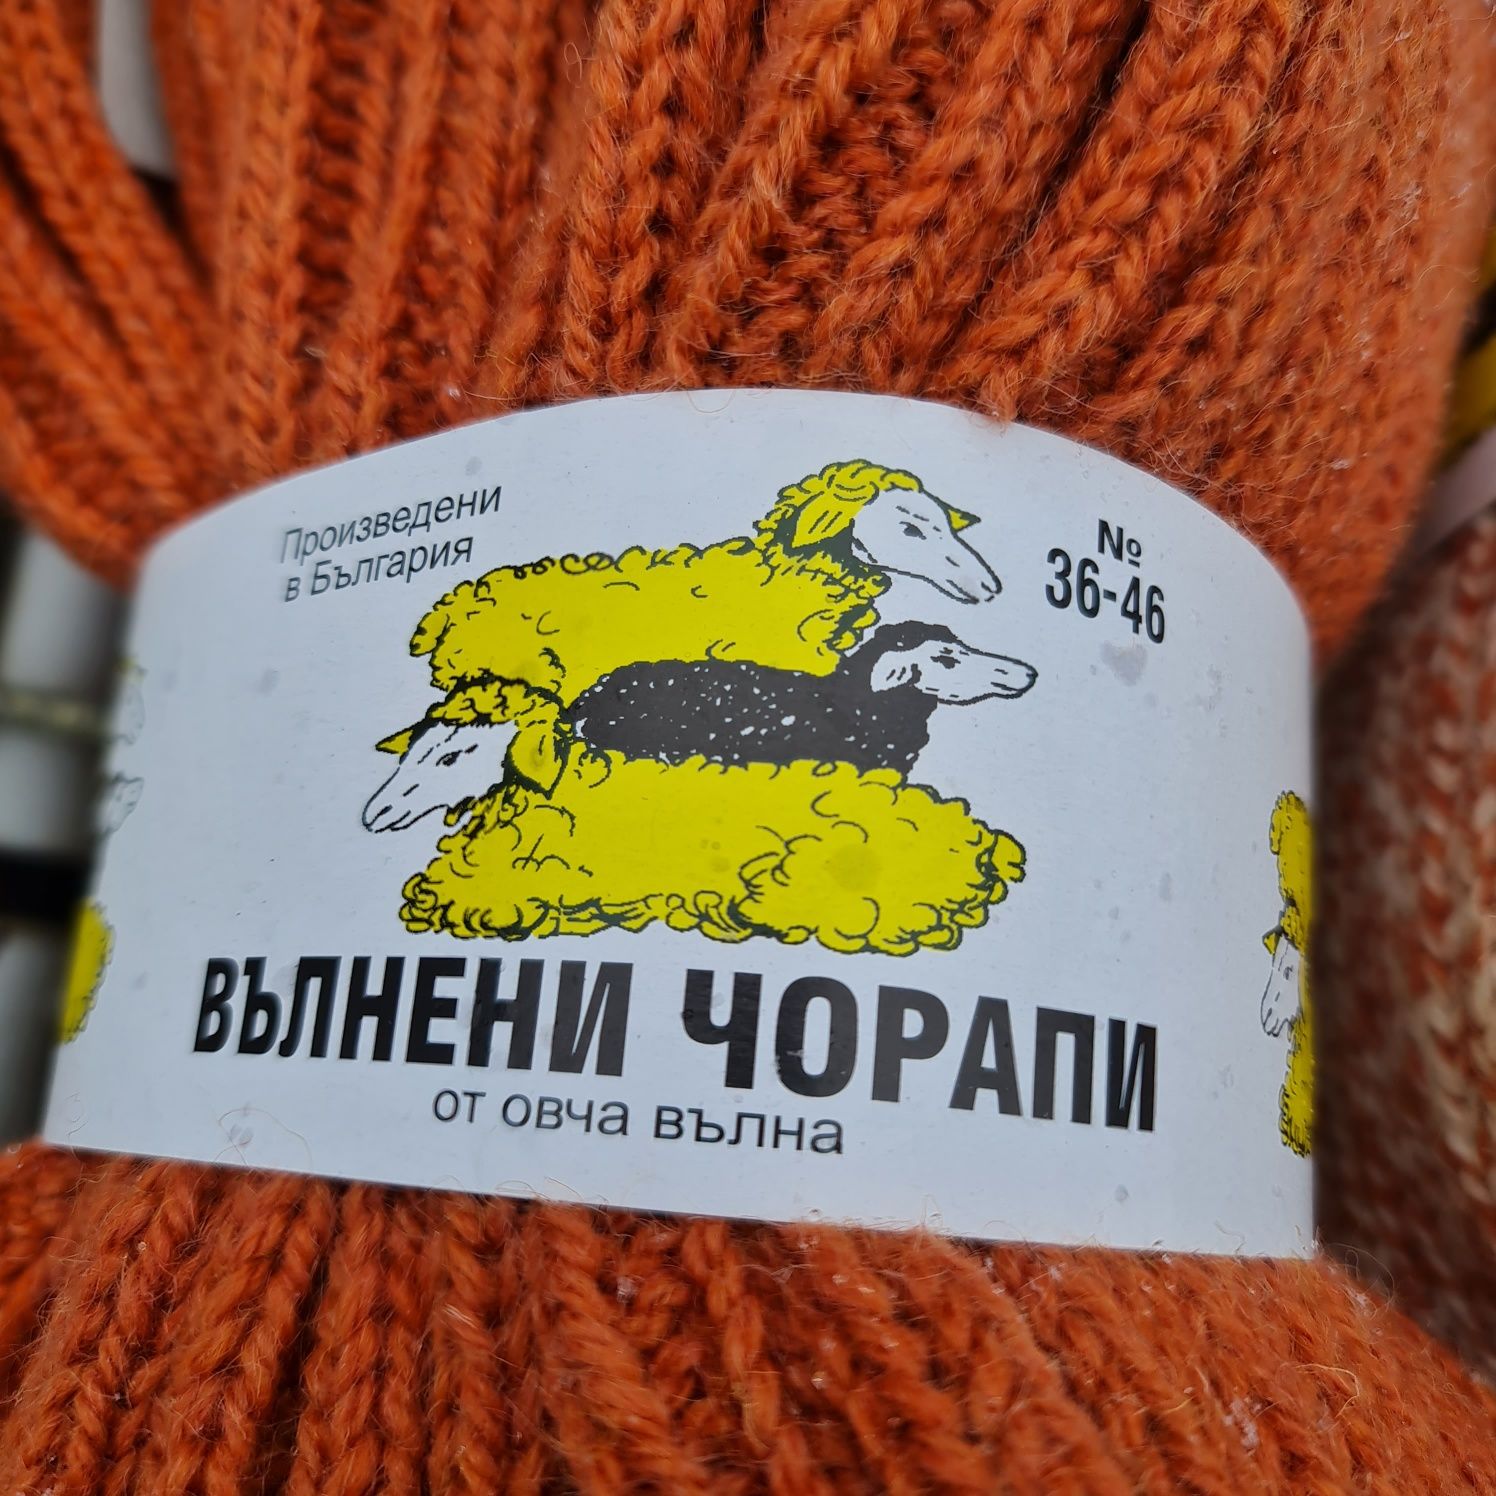 Произведени
в България
№
36-46
ВЪЛНЕНИ ЧОРАПИ
от овча вълна